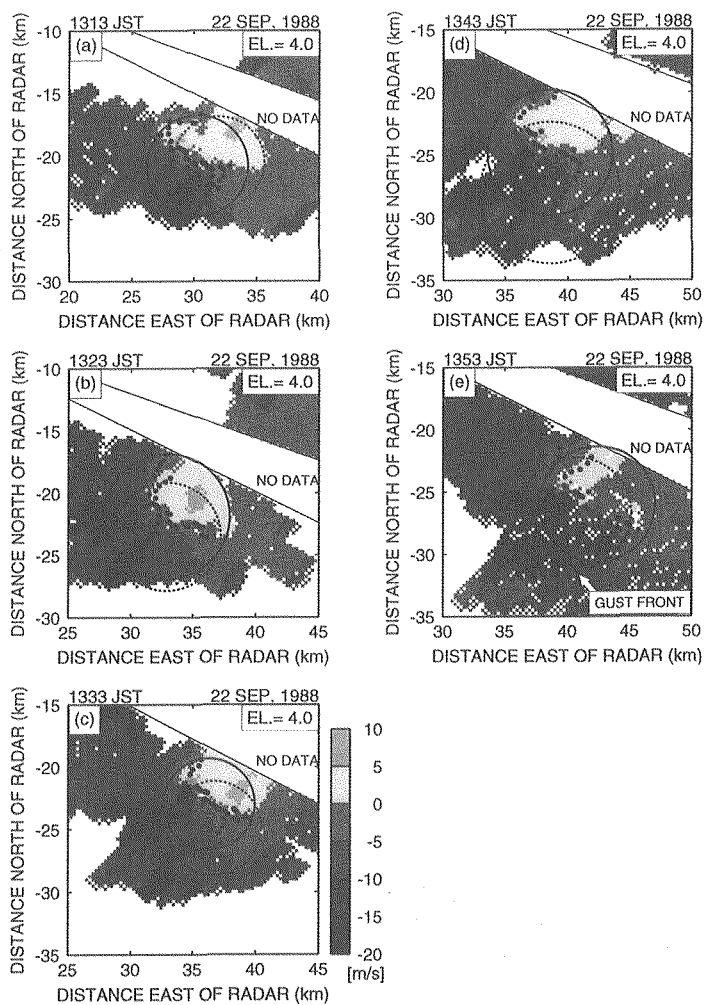 1313 JST 22 SEP. 1988
-10
(a)
EL.= 4.0
-15
NO DATA
-20
-25
-30
20 25 30 35 40
DISTANCE NORTH OF RADAR (km)
DISTANCE EAST OF RADAR (km)
1323 JST 22 SEP. 1988
-10
(b)
EL.= 4.0
-15
NO DATA
-20
-25
-30
25 30 35 40 45
DISTANCE NORTH OF RADAR (km)
DISTANCE EAST OF RADAR (km)
1333 JST 22 SEP. 1988
-15
(c)
EL.= 4.0
-20
NO DATA
-25
-30
-35
25 30 35 40 45
DISTANCE NORTH OF RADAR (km)
DISTANCE EAST OF RADAR (km)
10
5
0
-5
-10
-15
-20
[m/s]
1343 JST 22 SEP. 1988
-15
(d)
EL.= 4.0
-20
NO DATA
-25
-30
-35
30 35 40 45 50
DISTANCE NORTH OF RADAR (km)
DISTANCE EAST OF RADAR (km)
1353 JST 22 SEP. 1988
-15
(e)
EL.= 4.0
-20
NO DATA
-25
-30
GUST FRONT
-35
30 35 40 45 50
DISTANCE NORTH OF RADAR (km)
DISTANCE EAST OF RADAR (km)